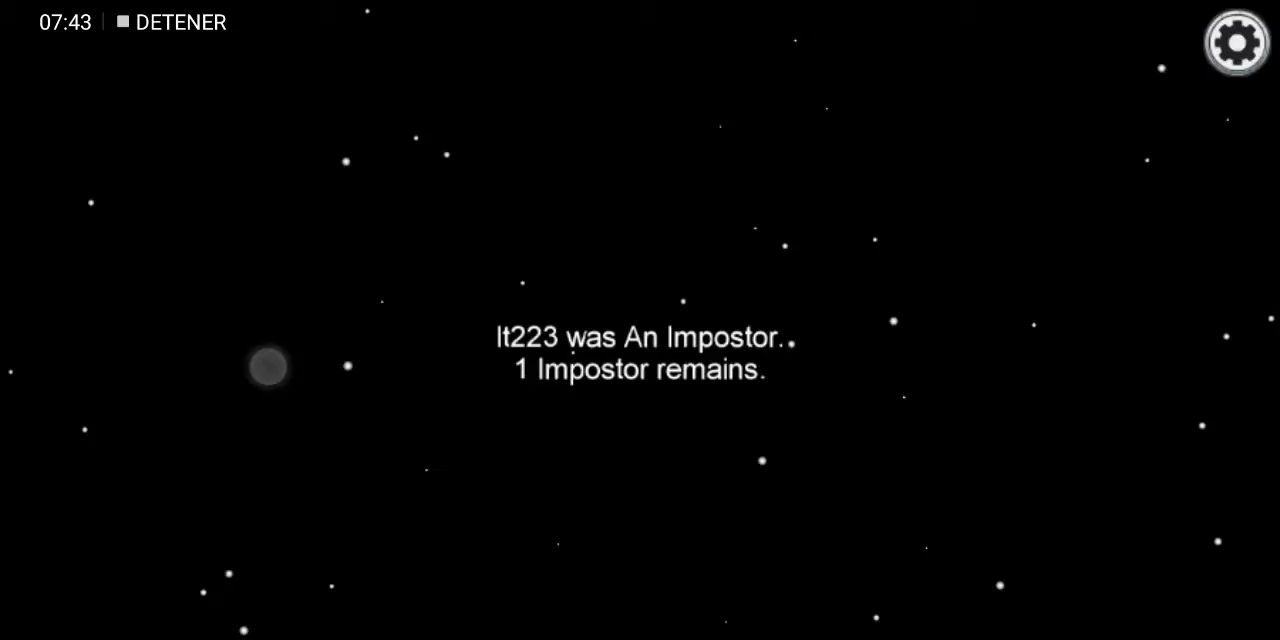 07:43 DETENER
It223 was An Impostor.
1 Impostor remains.